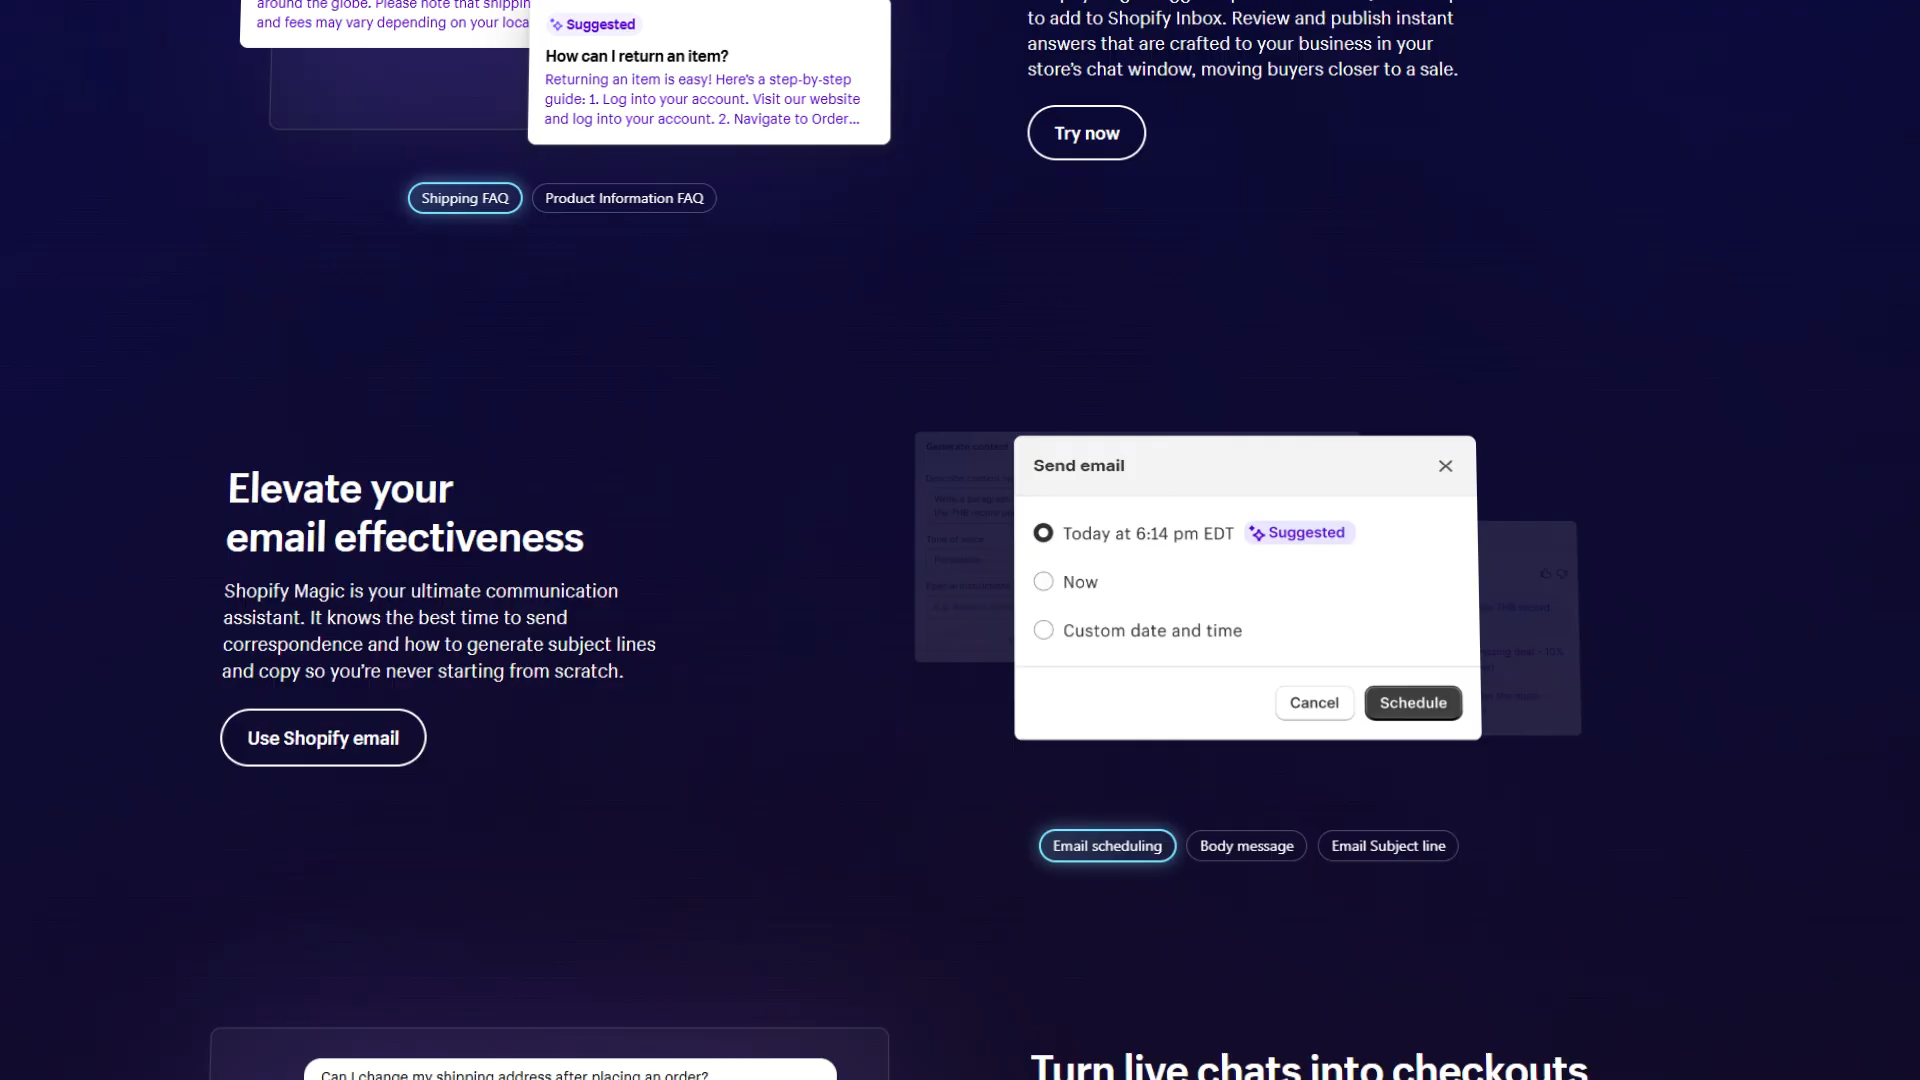 around the globe. Please note that shippin
and fees may vary depending on your loca
Suggested
How can I return an item?
Returning an item is easy! Here's a step-by-step
guide: 1. Log into your account. Visit our website
and log into your account. 2. Navigate to Order...
Shipping FAQ
Product Information FAQ
to add to Shopify Inbox. Review and publish instant
answers that are crafted to your business in your
store's chat window, moving buyers closer to a sale.
Try now
Elevate your
email effectiveness
Shopify Magic is your ultimate communication
assistant. It knows the best time to send
correspondence and how to generate subject lines
and copy so you're never starting from scratch.
Use Shopify email
Generate content
Write a paragraph
Tone of voice
Send email
Today at 6:14 pm EDT
Suggested
Now
Custom date and time
Cancel
Schedule
Email scheduling
Body message
Email Subject line
Can I change my shipping address after placing an order?
Turn live chats into checkouts